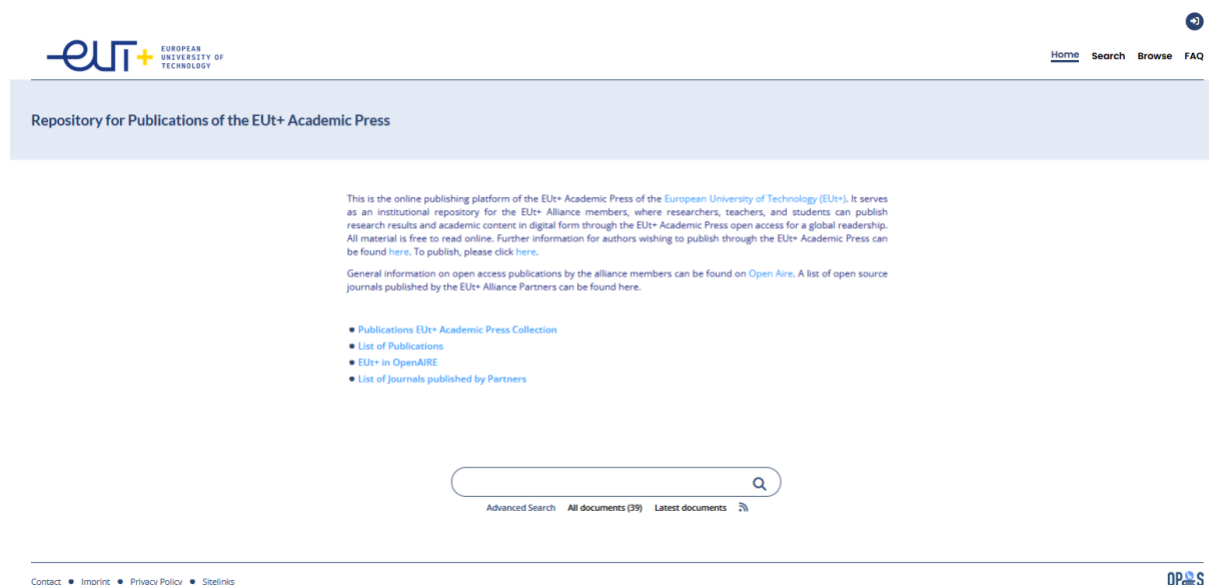 eut+ EUROPEAN
UNIVERSITY OF
TECHNOLOGY
Home Search Browse FAQ
Repository for Publications of the EUt+ Academic Press
This is the online publishing platform of the EUt+ Academic Press of the European University of Technology (EUt+). It serves
as an institutional repository for the EUt+ Alliance members, where researchers, teachers, and students can publish
research results and academic content in digital form through the EUt+ Academic Press open access for a global readership.
All material is free to read online. Further information for authors wishing to publish through the EUt+ Academic Press can
be found here. To publish, please click here.
General information on open access publications by the alliance members can be found on Open Aire. A list of open source
journals published by the EUt+ Alliance Partners can be found here.
● Publications EUt+ Academic Press Collection
● List of Publications
● EUt+ in OpenAIRE
● List of Journals published by Partners
Advanced Search All documents (39) Latest documents
Contact ● Imprint ● Privacy Policy ● Sitelinks
OPUS